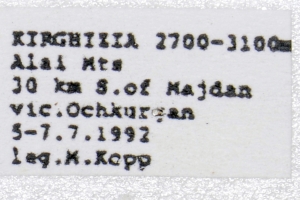 KIRGHIZIA 2700-3100m
Alai Mts
30 km S.of Majdan
vic.Ochkurgan
5-7.7.1992
leg.M.Kopp